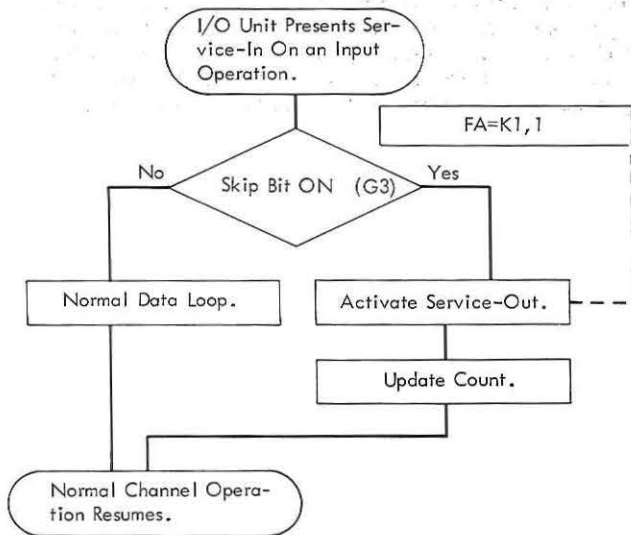 I/O Unit Presents Ser-
vice-In On an Input
Operation.
FA=K1,1
No
Skip Bit ON (G3)
Yes
Normal Data Loop.
Activate Service-Out.
Update Count.
Normal Channel Opera-
tion Resumes.